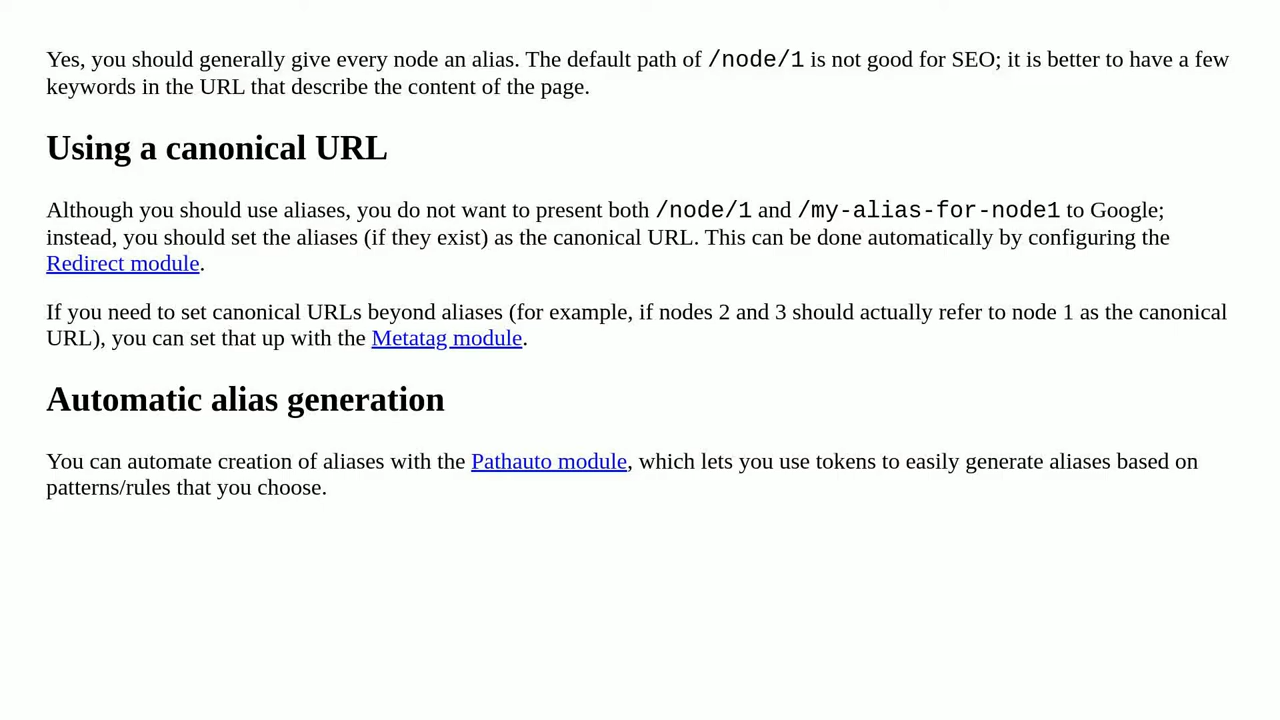 Yes, you should generally give every node an alias. The default path of /node/1 is not good for SEO; it is better to have a few
keywords in the URL that describe the content of the page.
Using a canonical URL
Although you should use aliases, you do not want to present both /node/1 and /my-alias-for-node1 to Google;
instead, you should set the aliases (if they exist) as the canonical URL. This can be done automatically by configuring the
Redirect module.
If you need to set canonical URLs beyond aliases (for example, if nodes 2 and 3 should actually refer to node 1 as the canonical
URL), you can set that up with the Metatag module.
Automatic alias generation
You can automate creation of aliases with the Pathauto module, which lets you use tokens to easily generate aliases based on
patterns/rules that you choose.